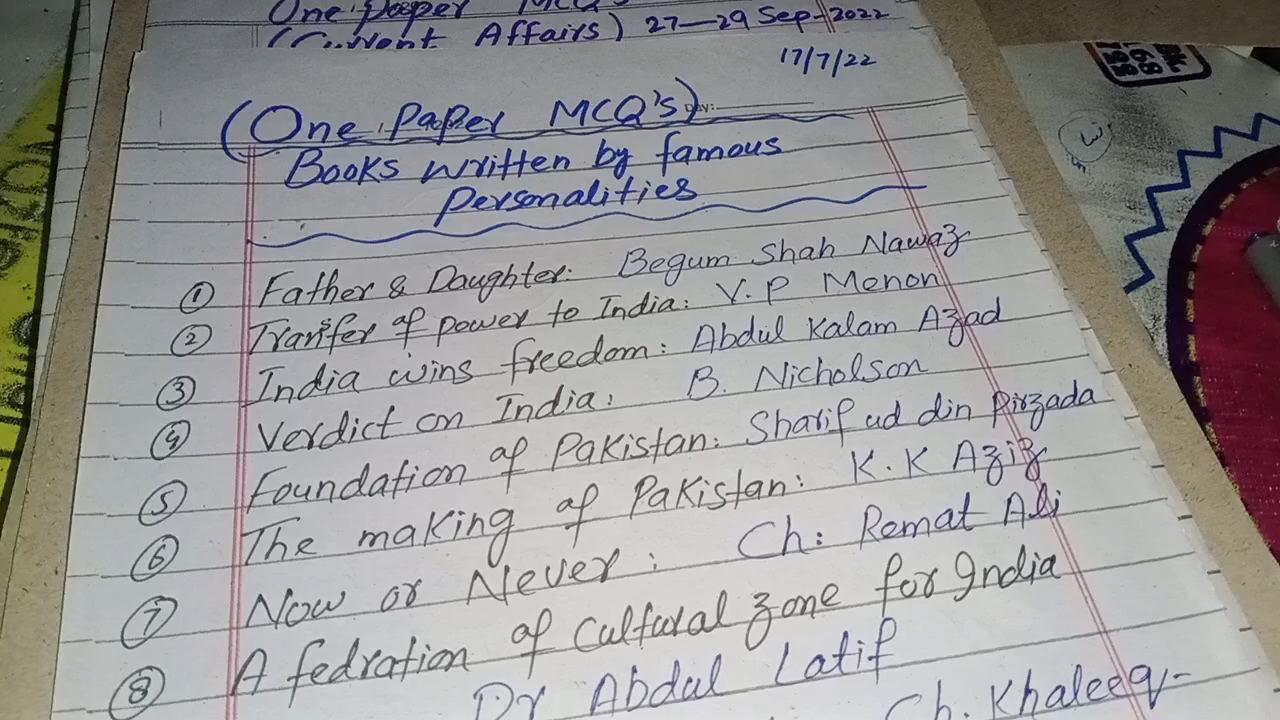 One paper MCQ's
(Current Affairs) 27-29 Sep-2022
17/7/22
(One Paper MCQ's)
Books written by famous
Personalities
① Father & Daughter: Begum Shah Nawaz
② Tranfer of power to India: V.P Menon
③ India wins freedom: Abdul Kalam Azad
④ Verdict on India: B. Nicholson
⑤ Foundation of Pakistan: Sharif ud din Pirzada
⑥ The making of Pakistan: K.K Aziz
⑦ Now or Never: Ch: Remat Ali
⑧ A fedration of Cultural zone for India
Dr Abdul Latif
Ch. Khaleeq-